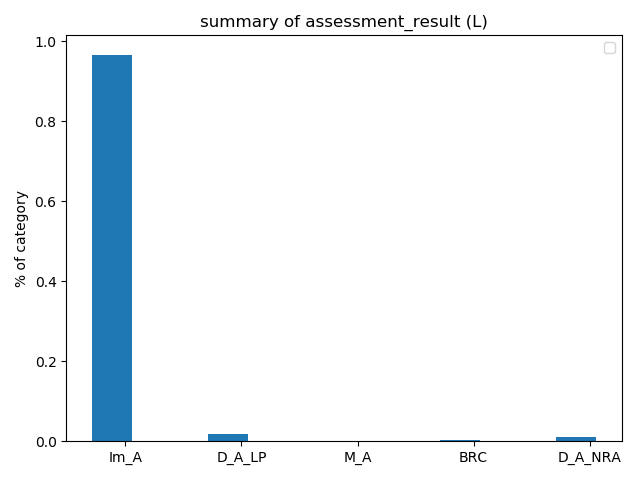 summary of assessment_result (L)
% of category
1.0
0.8
0.6
0.4
0.2
0.0
Im_A
D_A_LP
M_A
BRC
D_A_NRA